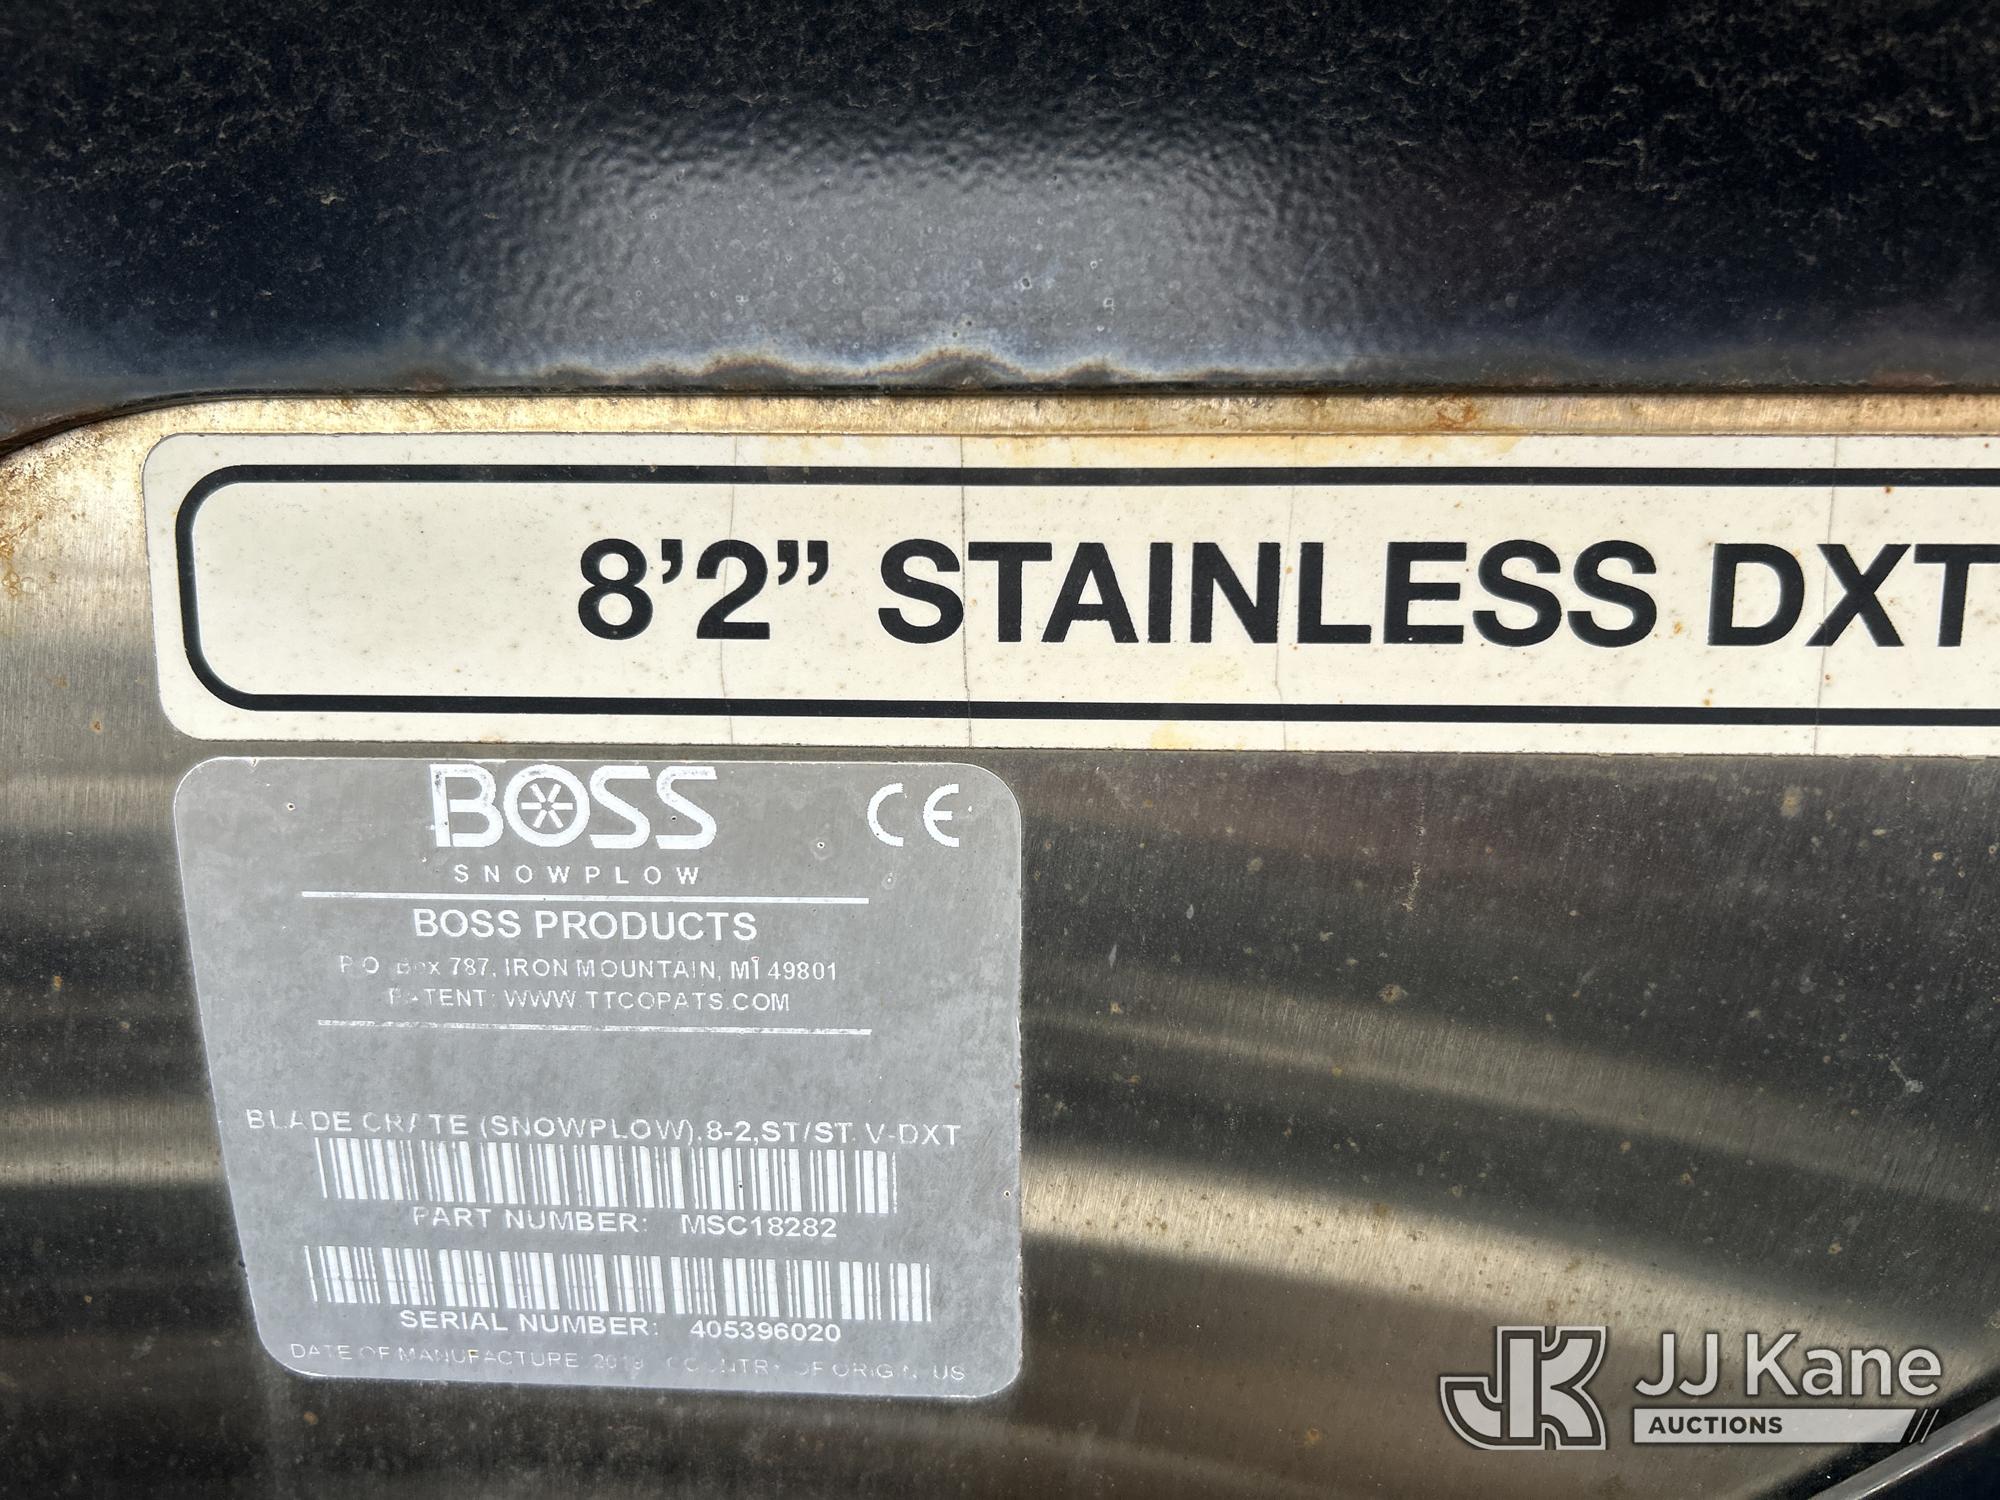 8’2” STAINLESS DXT
BOSS
CE
SNOWPLOW
BOSS PRODUCTS
P.O. Box 787, IRON MOUNTAIN, MI 49801
PATENT: WWW.TTCOPATS.COM
BLADE CRATE (SNOWPLOW),8-2,ST/ST, V-DXT
PART NUMBER: MSC18282
SERIAL NUMBER: 405396020
DATE OF MANUFACTURE COUNTRY OF ORIGIN: US
JK JJ Kane
AUCTIONS